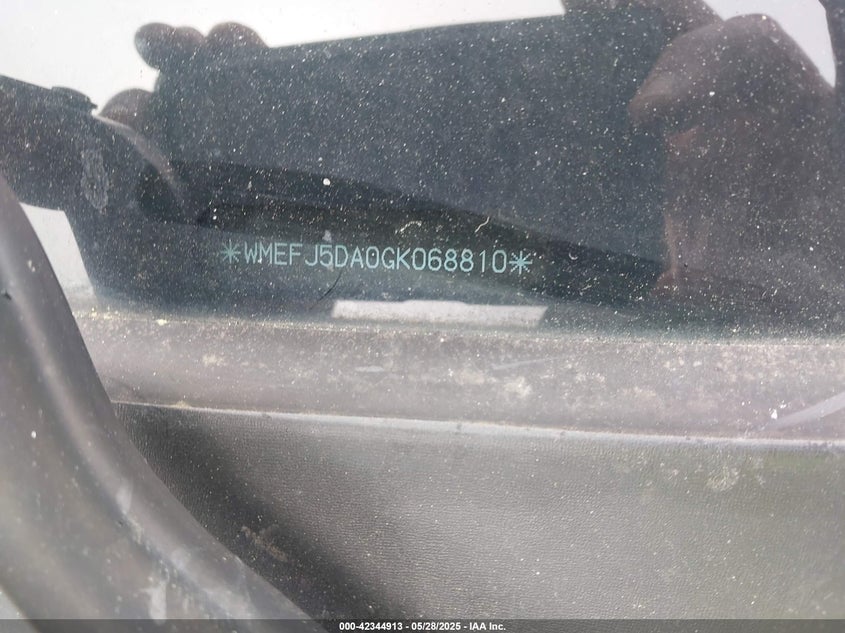 *WMEFJ5DA0GK068810*
000-42344913 - 05/28/2025 - IAA Inc.